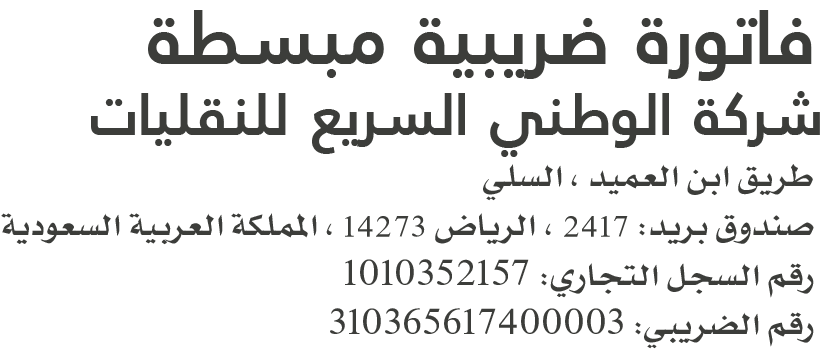 فاتورة ضريبية مبسطة
شركة الوطني السريع للنقليات
طريق ابن العميد ، السلي
صندوق بريد: 2417 ، الرياض 14273 ، المملكة العربية السعودية
رقم السجل التجاري: 1010352157
رقم الضريبي: 310365617400003